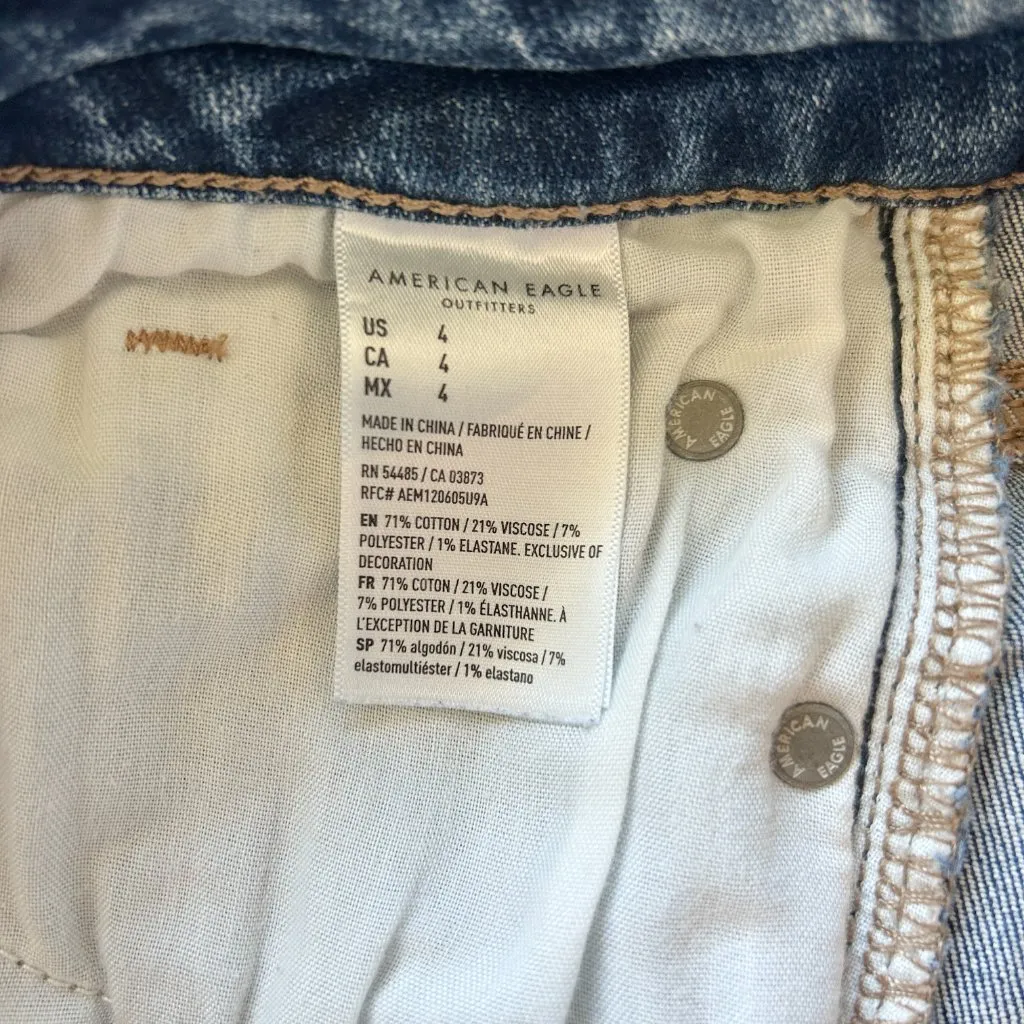 AMERICAN EAGLE
OUTFITTERS
US 4
CA 4
MX 4
MADE IN CHINA / FABRIQUÉ EN CHINE /
HECHO EN CHINA
RN 54485 / CA 03873
RFC# AEM120605U9A
EN 71% COTTON / 21% VISCOSE / 7%
POLYESTER / 1% ELASTANE. EXCLUSIVE OF
DECORATION
FR 71% COTON / 21% VISCOSE /
7% POLYESTER / 1% ÉLASTHANNE. À
L'EXCEPTION DE LA GARNITURE
SP 71% algodón / 21% viscosa / 7%
elastomultiéster / 1% elastano
AMERICAN EAGLE
AMERICAN EAGLE